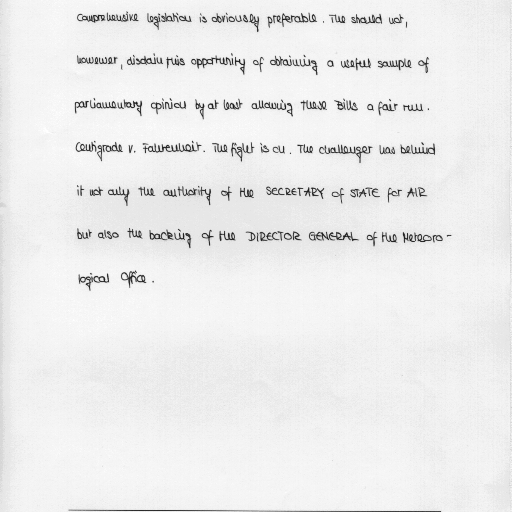 Comprehensive legislation is obviously preferable. The should not,
however, disdain this opportunity of obtaining a useful sample of
parliamentary opinion by at least allowing these Bills a fair run.
Centigrade v. Fahrenheit. The fight is on. The challenger has behind
it not only the authority of the SECRETARY of STATE for AIR
but also the backing of the DIRECTOR GENERAL of the Meteoro-
logical Office.